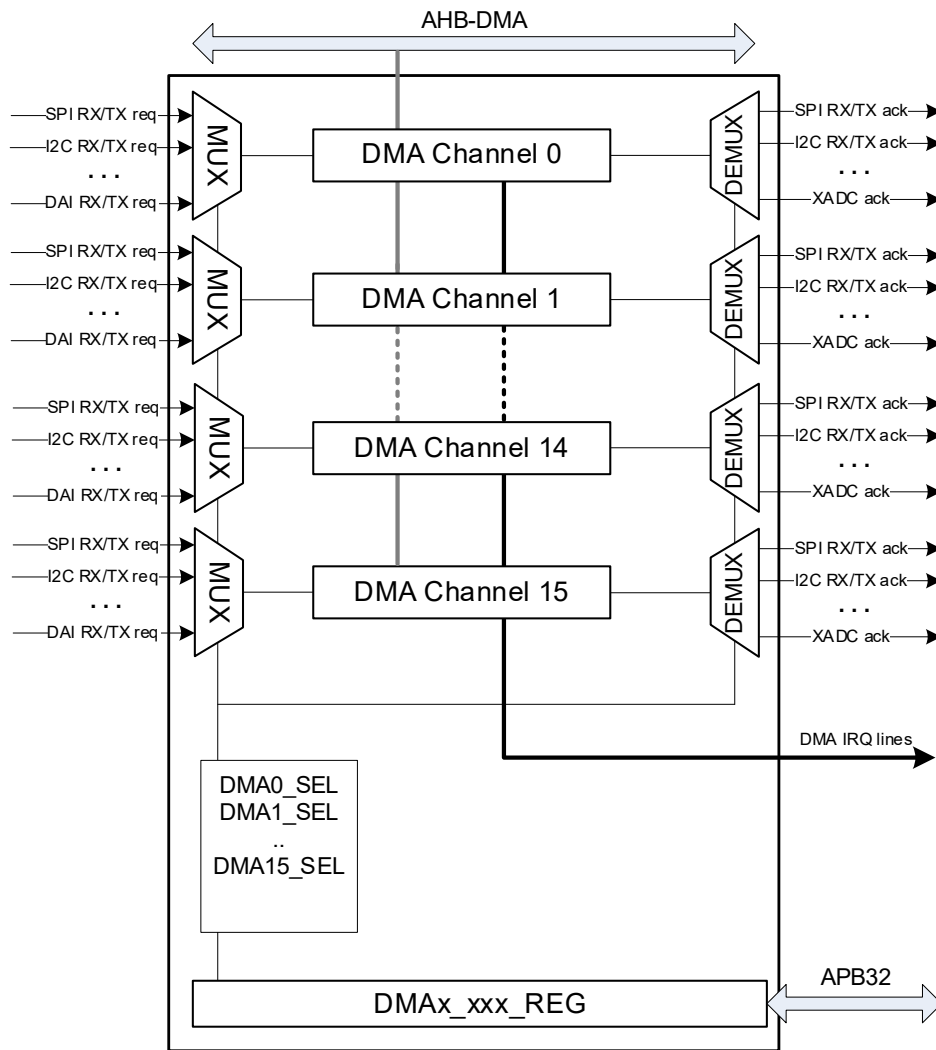 AHB-DMA
SPI RX/TX req
I2C RX/TX req
. . .
DAI RX/TX req
MUX
DMA Channel 0
DEMUX
SPI RX/TX ack
I2C RX/TX ack
. . .
XADC ack
SPI RX/TX req
I2C RX/TX req
. . .
DAI RX/TX req
MUX
DMA Channel 1
DEMUX
SPI RX/TX ack
I2C RX/TX ack
. . .
XADC ack
SPI RX/TX req
I2C RX/TX req
. . .
DAI RX/TX req
MUX
DMA Channel 14
DEMUX
SPI RX/TX ack
I2C RX/TX ack
. . .
XADC ack
SPI RX/TX req
I2C RX/TX req
. . .
DAI RX/TX req
MUX
DMA Channel 15
DEMUX
SPI RX/TX ack
I2C RX/TX ack
. . .
XADC ack
DMA IRQ lines
DMA0_SEL
DMA1_SEL
..
DMA15_SEL
DMAx_xxx_REG
APB32